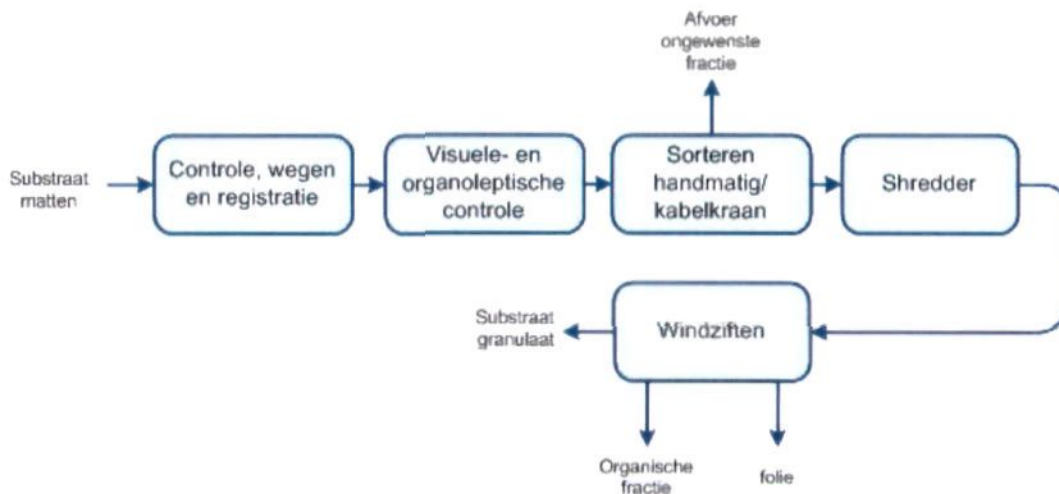 Afvoer
ongewenste
fractie
Substraat
matten
Controle, wegen
en registratie
Visuele- en
organoleptische
controle
Sorteren
handmatig/
kabelkraan
Shredder
Substraat
granulaat
Windziften
Organische
fractie
folie